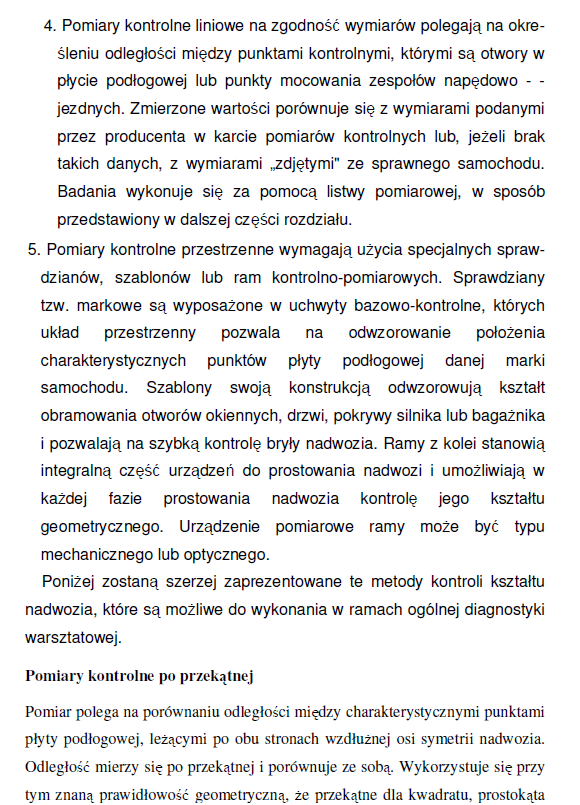 4. Pomiary kontrolne liniowe na zgodność wymiarów polegają na okre-
śleniu odległości między punktami kontrolnymi, którymi są otwory w
płycie podłogowej lub punkty mocowania zespołów napędowo - -
jezdnych. Zmierzone wartości porównuje się z wymiarami podanymi
przez producenta w karcie pomiarów kontrolnych lub, jeżeli brak
takich danych, z wymiarami „zdjętymi" ze sprawnego samochodu.
Badania wykonuje się za pomocą listwy pomiarowej, w sposób
przedstawiony w dalszej części rozdziału.
5. Pomiary kontrolne przestrzenne wymagają użycia specjalnych spraw-
dzianów, szablonów lub ram kontrolno-pomiarowych. Sprawdziany
tzw. markowe są wyposażone w uchwyty bazowo-kontrolne, których
układ przestrzenny pozwala na odwzorowanie położenia
charakterystycznych punktów płyty podłogowej danej marki
samochodu. Szablony swoją konstrukcją odwzorowują kształt
obramowania otworów okiennych, drzwi, pokrywy silnika lub bagażnika
i pozwalają na szybką kontrolę bryły nadwozia. Ramy z kolei stanowią
integralną część urządzeń do prostowania nadwozi i umożliwiają w
każdej fazie prostowania nadwozia kontrolę jego kształtu
geometrycznego. Urządzenie pomiarowe ramy może być typu
mechanicznego lub optycznego.
Poniżej zostaną szerzej zaprezentowane te metody kontroli kształtu
nadwozia, które są możliwe do wykonania w ramach ogólnej diagnostyki
warsztatowej.
Pomiary kontrolne po przekątnej
Pomiar polega na porównaniu odległości między charakterystycznymi punktami
płyty podłogowej, leżącymi po obu stronach wzdłużnej osi symetrii nadwozia.
Odległość mierzy się po przekątnej i porównuje ze sobą. Wykorzystuje się przy
tym znaną prawidłowość geometryczną, że przekątne dla kwadratu, prostokąta